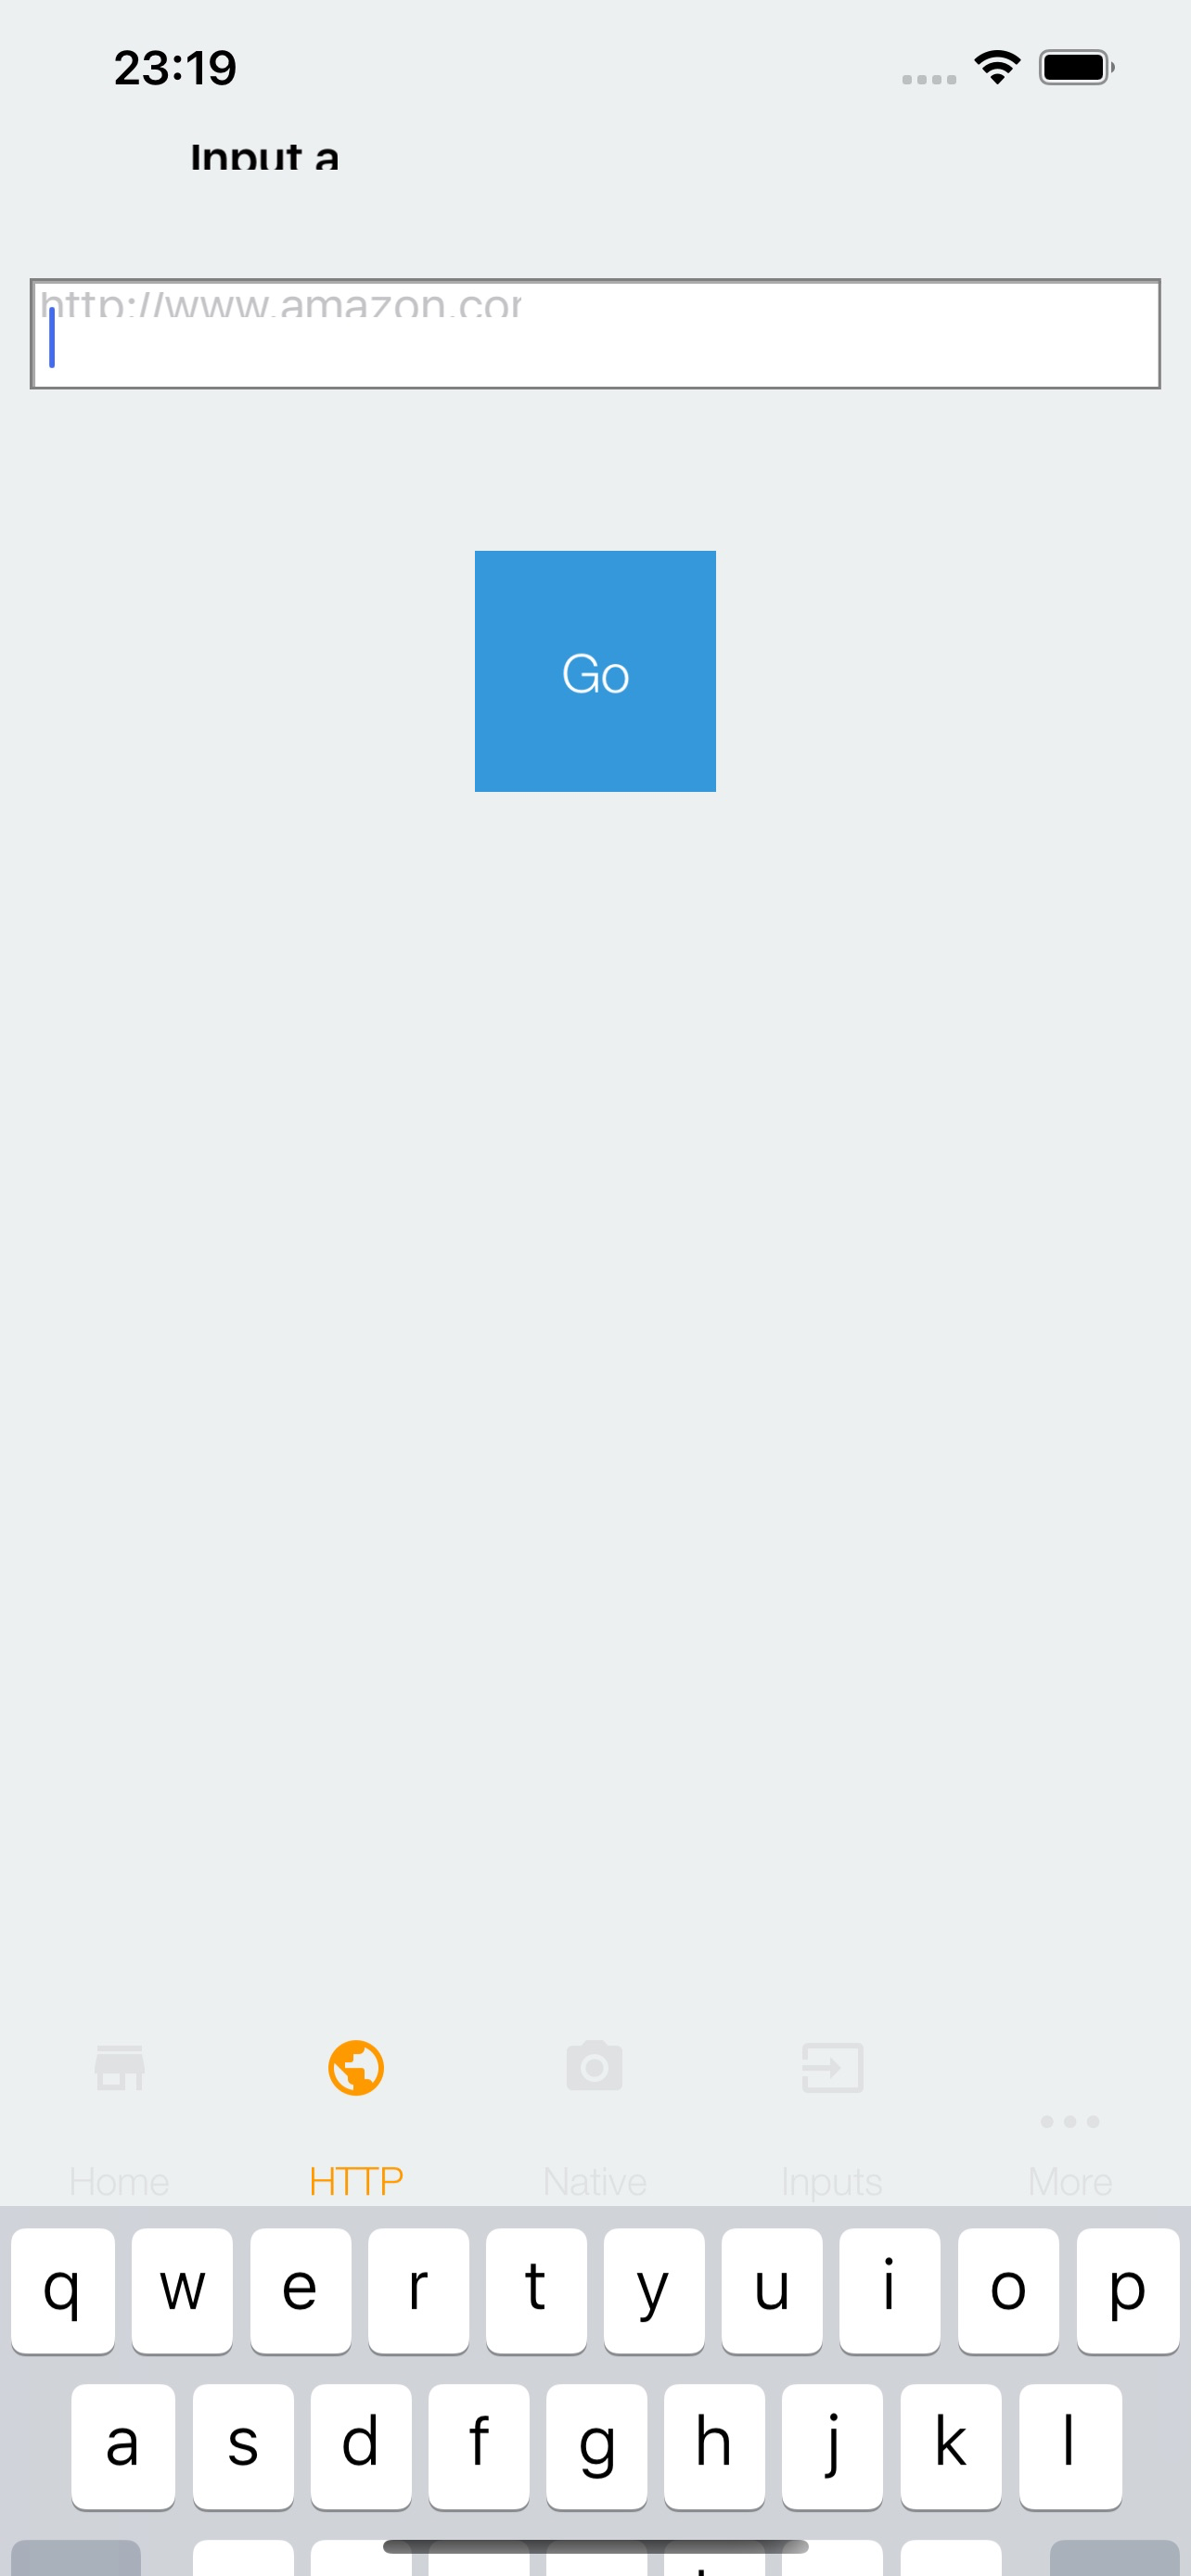 23:19
Input a
http://www.amazon.cor
Go
Home HTTP Native Inputs More
q w e r t y u i o p
a s d f g h j k l